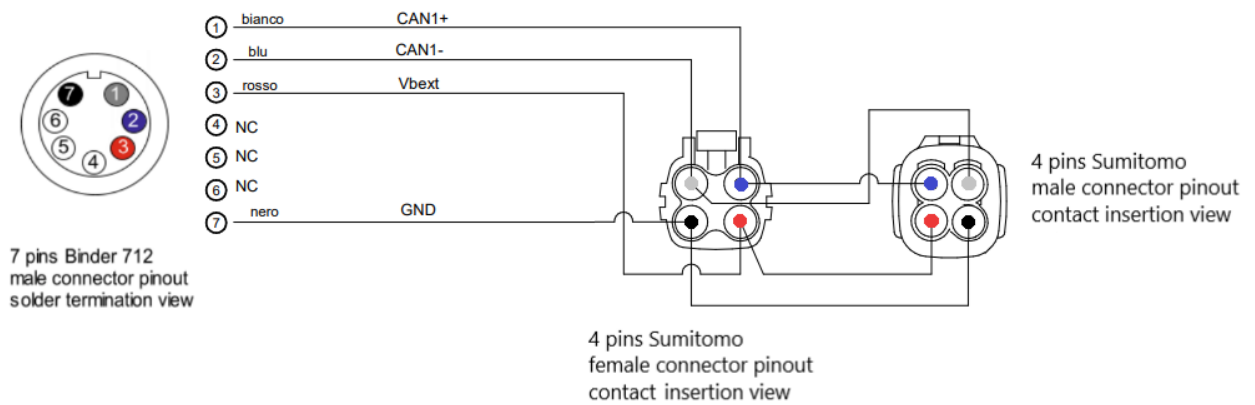 1 bianco CAN1+
2 blu CAN1-
3 rosso Vbext
4 NC
5 NC
6 NC
7 nero GND
7 1
6 2
5 3
4
7 pins Binder 712
male connector pinout
solder termination view
4 pins Sumitomo
male connector pinout
contact insertion view
4 pins Sumitomo
female connector pinout
contact insertion view